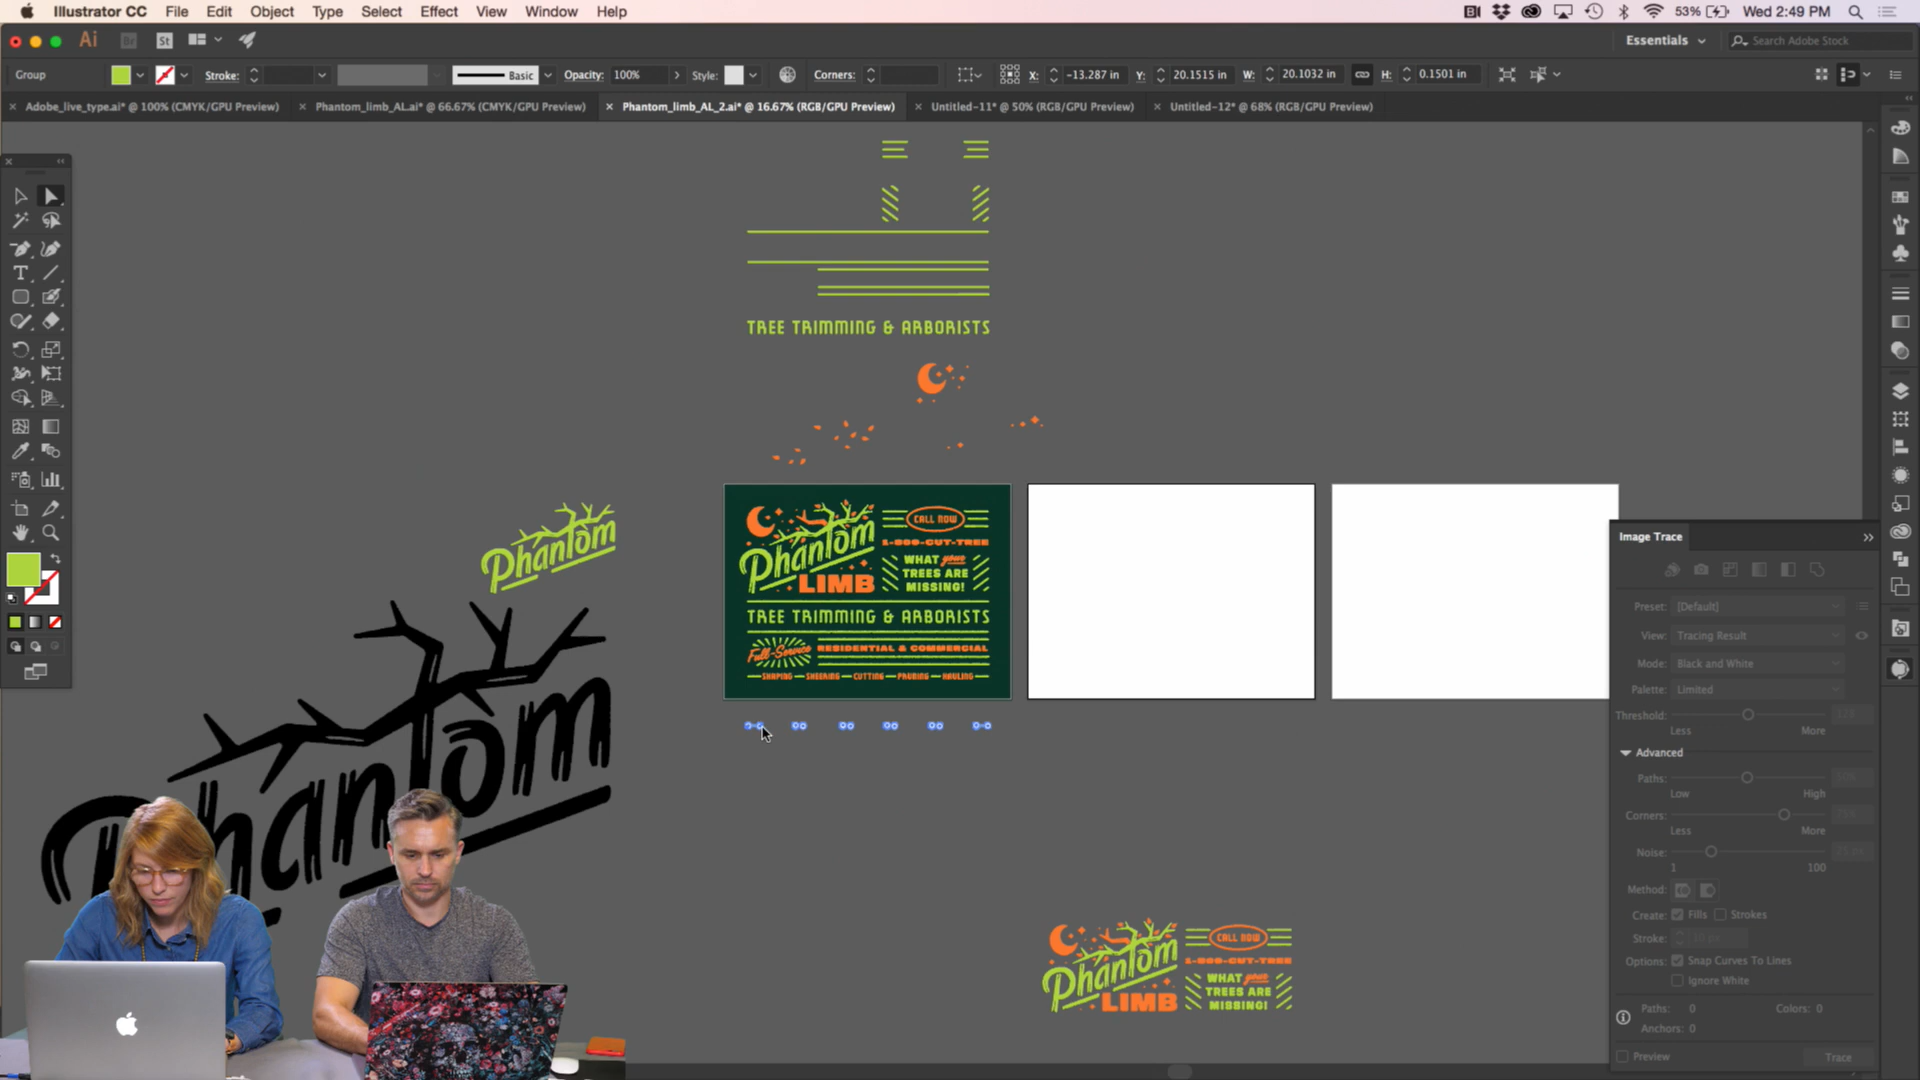 Illustrator CC File Edit Object Type Select Effect View Window Help
53% Wed 2:49 PM
Ai Br St Essentials Search Adobe Stock
Group Stroke: Basic Opacity: 100% Style: Corners: X: -13.287 in Y: 20.1515 in W: 20.1032 in H: 0.1501 in
Adobe_live_type.ai* @ 100% (CMYK/GPU Preview) Phantom_limb_AL.ai* @ 66.67% (CMYK/GPU Preview) Phantom_limb_AL_2.ai* @ 16.67% (RGB/GPU Preview) Untitled-11* @ 50% (RGB/GPU Preview) Untitled-12* @ 68% (RGB/GPU Preview)
TREE TRIMMING & ARBORISTS
Phantom
Phantom
LIMB
CALL NOW
1-800-CUT-TREE
WHAT your
TREES ARE
MISSING!
TREE TRIMMING & ARBORISTS
Full-Service
RESIDENTIAL & COMMERCIAL
SHAPING SHEERING CUTTING PRUNING HAULING
Phantom
Phantom
LIMB
CALL NOW
1-800-CUT-TREE
WHAT your
TREES ARE
MISSING!
Image Trace
Preset: [Default]
View: Tracing Result
Mode: Black and White
Palette: Limited
Threshold:
Less More
Advanced
Paths:
Low High
Corners:
Less More
Noise:
1 100
Method:
Create: Fills Strokes
Stroke:
Options: Snap Curves To Lines
Ignore White
Paths: 0 Colors: 0
Anchors: 0
Preview Trace